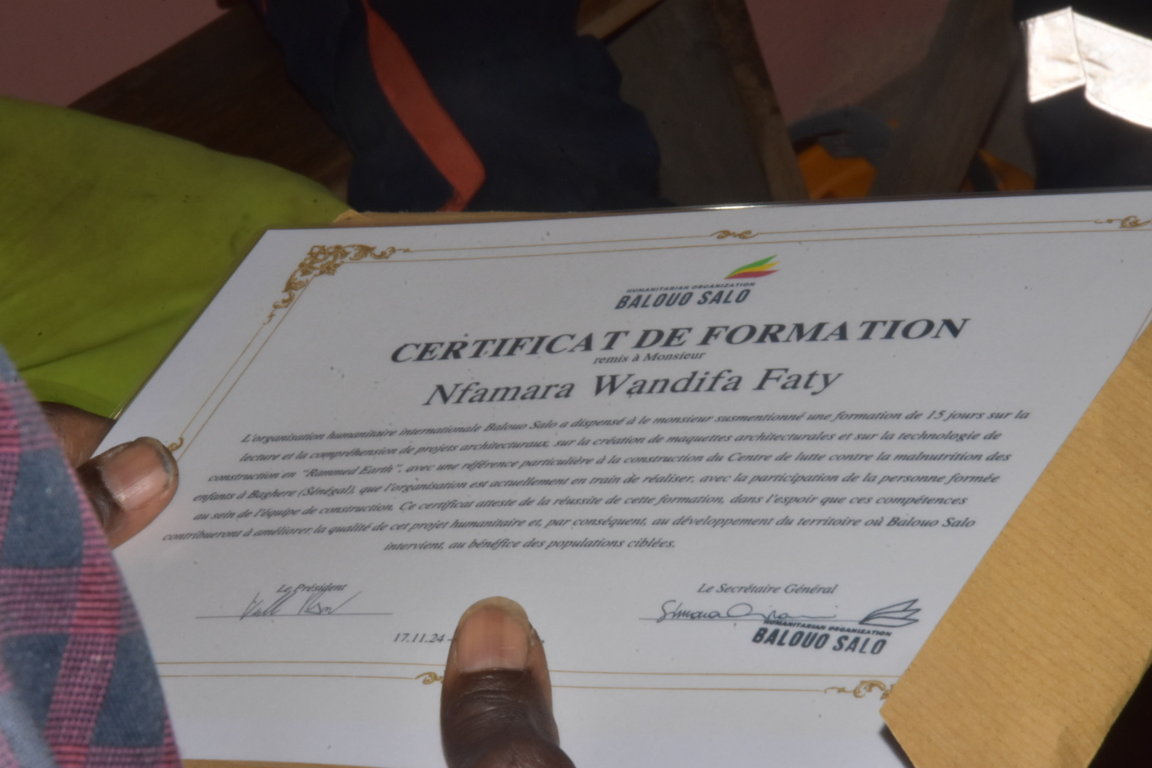 HUMANITARIAN ORGANIZATION
BALOUO SALO
CERTIFICAT DE FORMATION
remis à Monsieur
Nfamara Wandifa Faty
L'organisation humanitaire internationale Balouo Salo a dispensé à le monsieur susmentionné une formation de 15 jours sur la
lecture et la compréhension de projets architecturaux, sur la création de maquettes architecturales et sur la technologie de
construction en "Rammed Earth", avec une référence particulière à la construction du Centre de lutte contre la malnutrition des
enfants à Baghere (Sénégal), que l'organisation est actuellement en train de réaliser, avec la participation de la personne formée
au sein de l'équipe de construction. Ce certificat atteste de la réussite de cette formation, dans l'espoir que ces compétences
contribueront à améliorer la qualité de cet projet humanitaire et, par conséquent, au développement du territoire où Balouo Salo
intervient, au bénéfice des populations ciblées.
Le Président
Le Secrétaire Général
HUMANITARIAN ORGANIZATION
BALOUO SALO
17.11.24 -